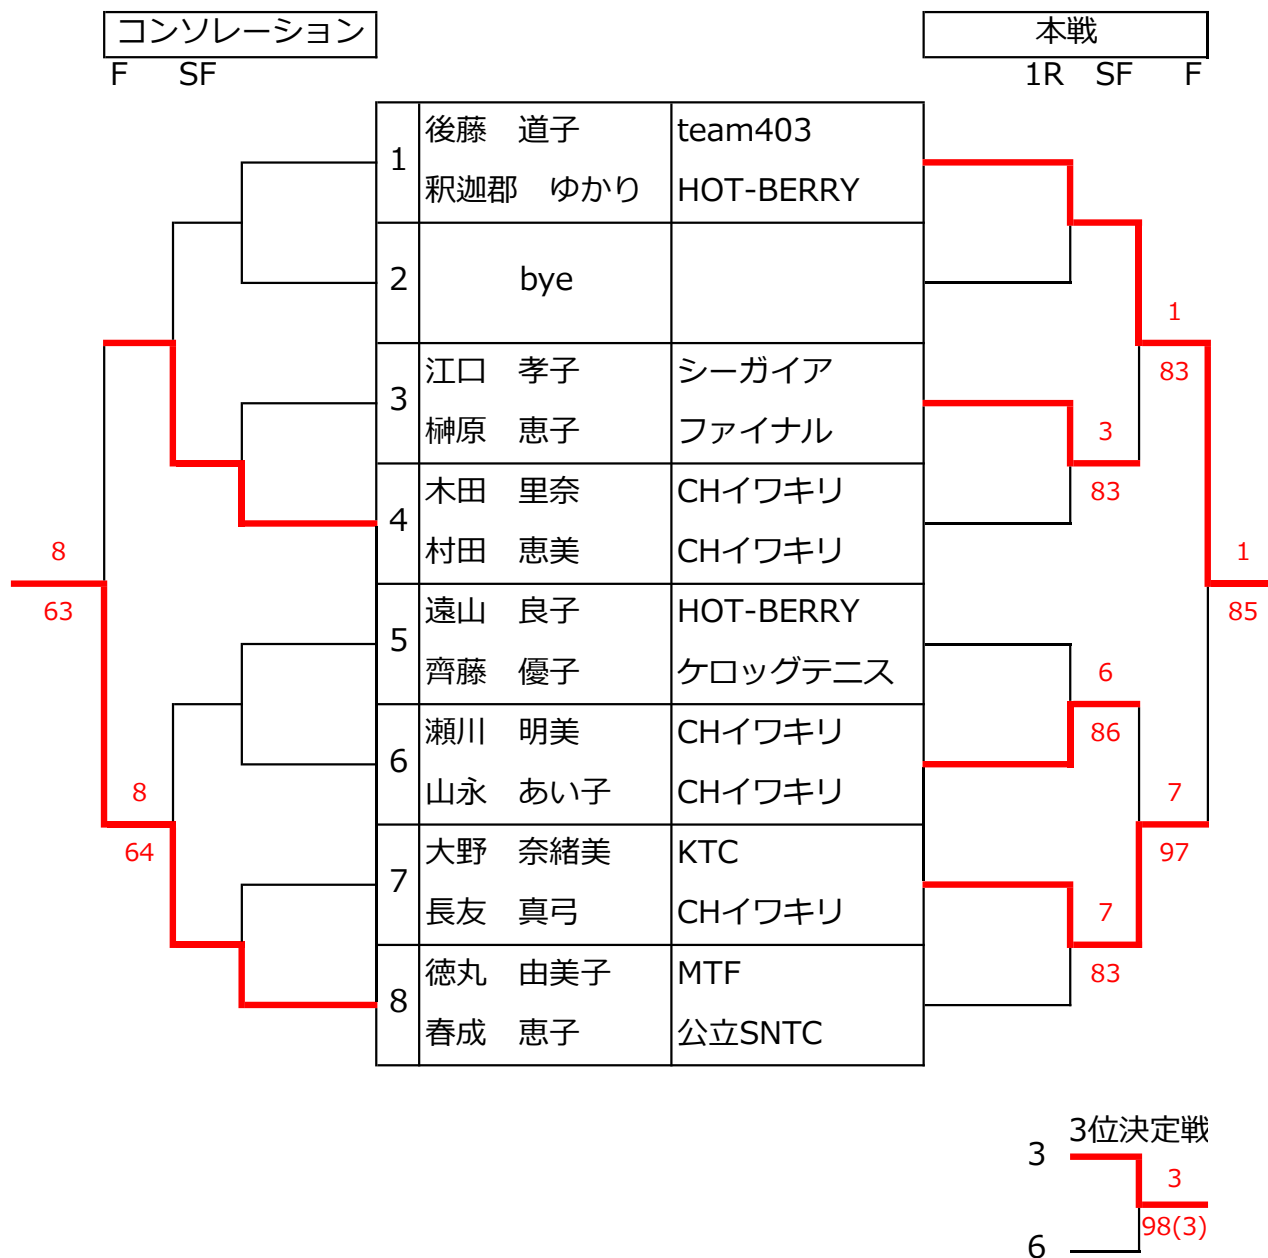 コンソレーション 本戦
F SF 1R SF F
1 後藤 道子 team403
釈迦郡 ゆかり HOT-BERRY
2 bye
1
83
3 江口 孝子 シーガイア
榊原 恵子 ファイナル
3
83
4 木田 里奈 CHイワキリ
村田 恵美 CHイワキリ
8 1
63 85
5 遠山 良子 HOT-BERRY
齊藤 優子 ケロッグテニス
6
86
6 瀬川 明美 CHイワキリ
山永 あい子 CHイワキリ
8 7
64 97
7 大野 奈緒美 KTC
長友 真弓 CHイワキリ
7
83
8 徳丸 由美子 MTF
春成 恵子 公立SNTC
3位決定戦
3
3
98(3)
6